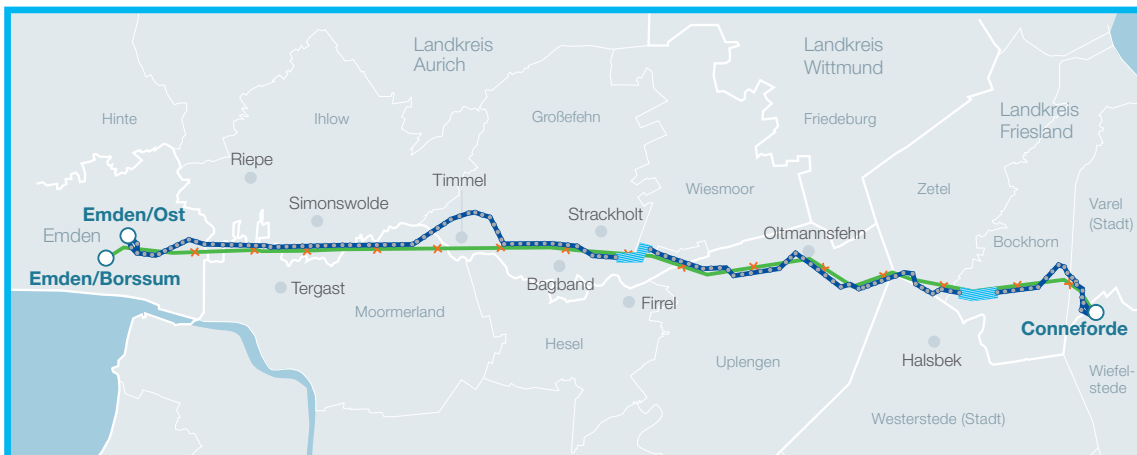 Landkreis
Aurich
Landkreis
Wittmund
Landkreis
Friesland
Hinte
Ihlow
Großefehn
Friedeburg
Riepe
Timmel
Wiesmoor
Zetel
Simonswolde
Strackholt
Varel
(Stadt)
Emden/Ost
Emden
Oltmannsfehn
Bockhorn
Emden/Borssum
Tergast
Bagband
Firrel
Moormerland
Conneforde
Hesel
Uplengen
Halsbek
Wiefel-
stede
Westerstede (Stadt)